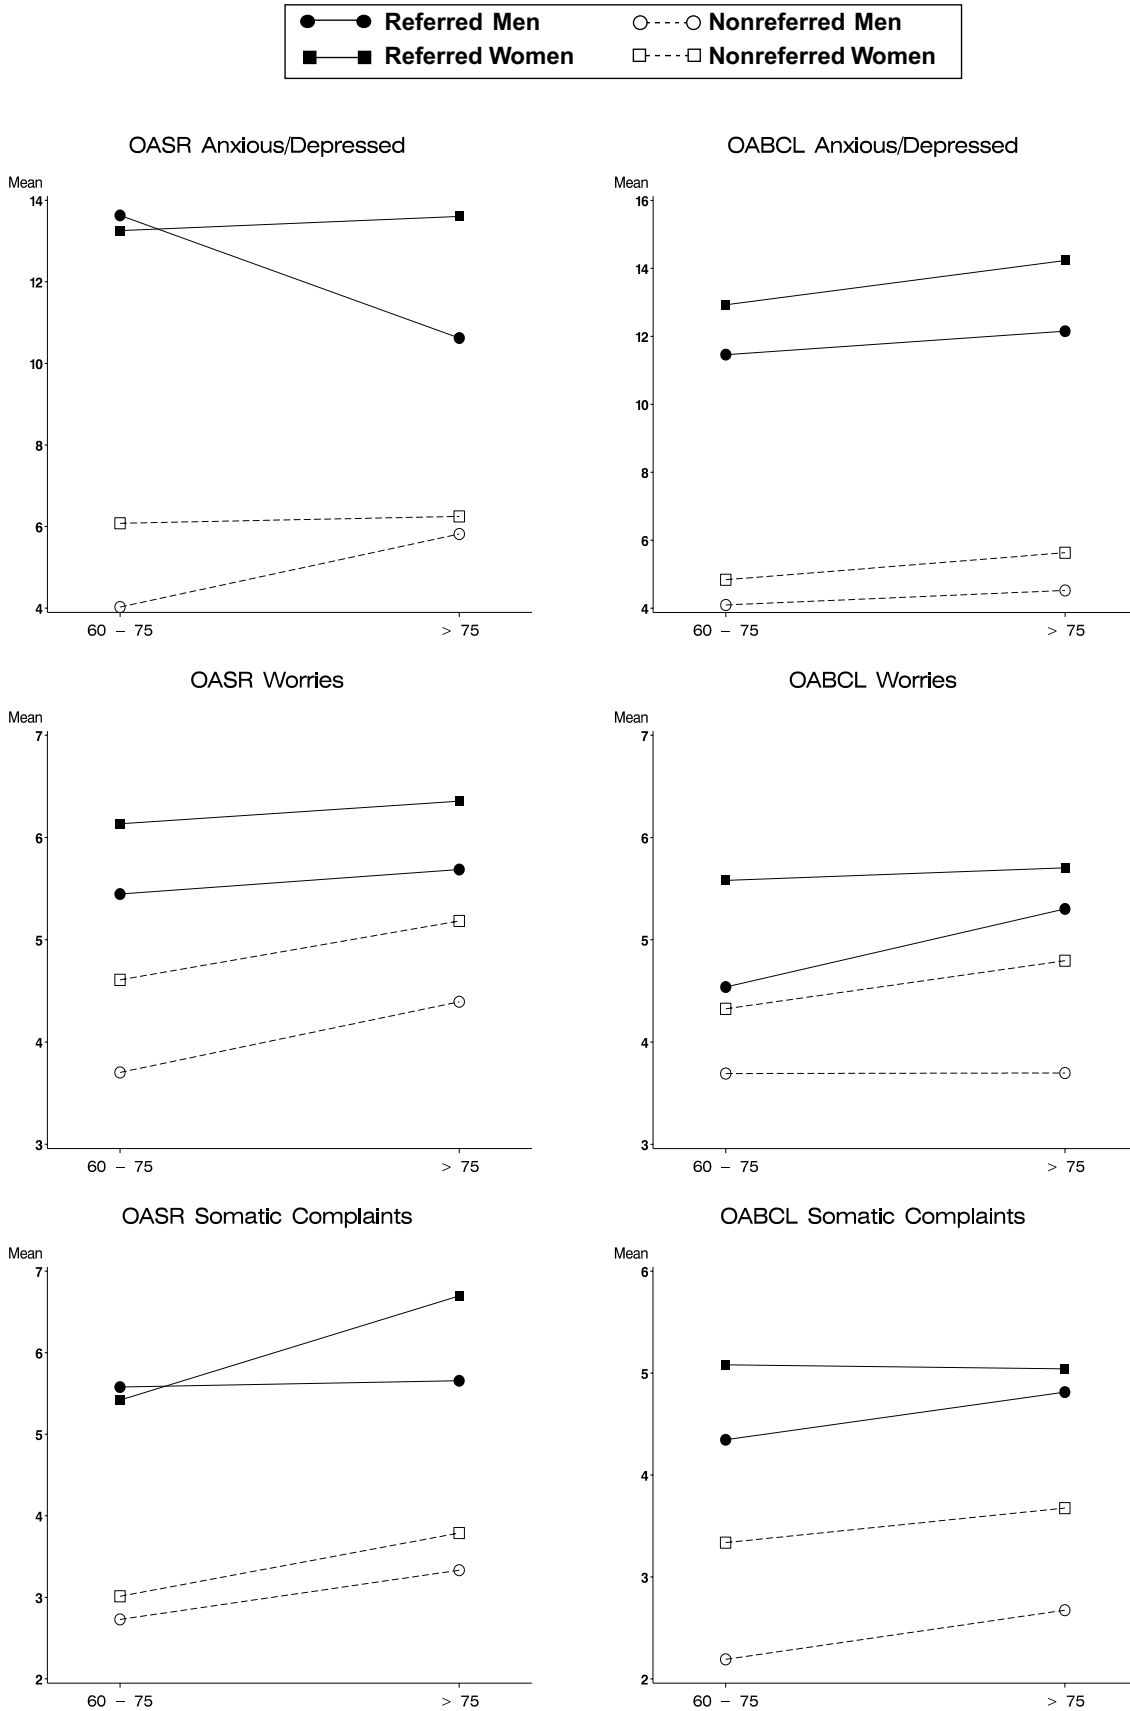 Referred Men Nonreferred Men
Referred Women Nonreferred Women
OASR Anxious/Depressed
Mean
14
12
10
8
6
4
60 – 75 > 75
OABCL Anxious/Depressed
Mean
16
14
12
10
8
6
4
60 – 75 > 75
OASR Worries
Mean
7
6
5
4
3
60 – 75 > 75
OABCL Worries
Mean
7
6
5
4
3
60 – 75 > 75
OASR Somatic Complaints
Mean
7
6
5
4
3
2
60 – 75 > 75
OABCL Somatic Complaints
Mean
6
5
4
3
2
60 – 75 > 75